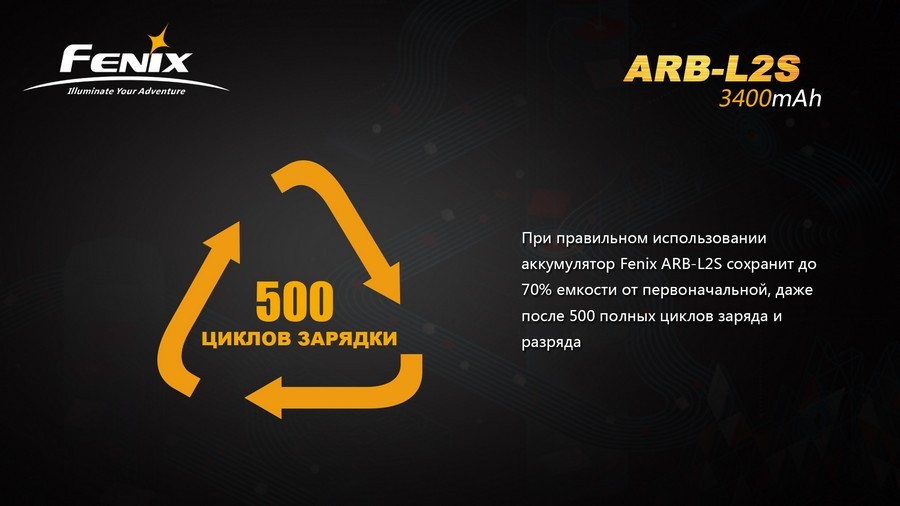 FENIX
Illuminate Your Adventure
ARB-L2S
3400mAh
500
ЦИКЛОВ ЗАРЯДКИ
При правильном использовании
аккумулятор Fenix ARB-L2S сохранит до
70% емкости от первоначальной, даже
после 500 полных циклов заряда и
разряда